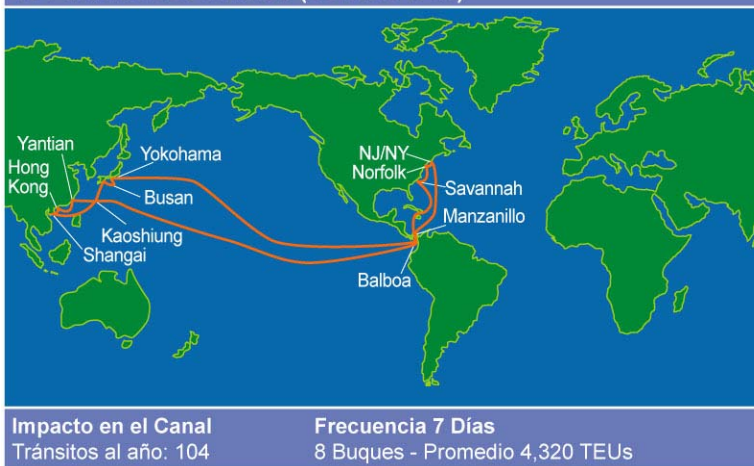 Yantian
Hong
Kong
Yokohama
Busan
Kaoshiung
Shangai
NJ/NY
Norfolk
Savannah
Manzanillo
Balboa
Impacto en el Canal
Tránsitos al año: 104
Frecuencia 7 Días
8 Buques - Promedio 4,320 TEUs